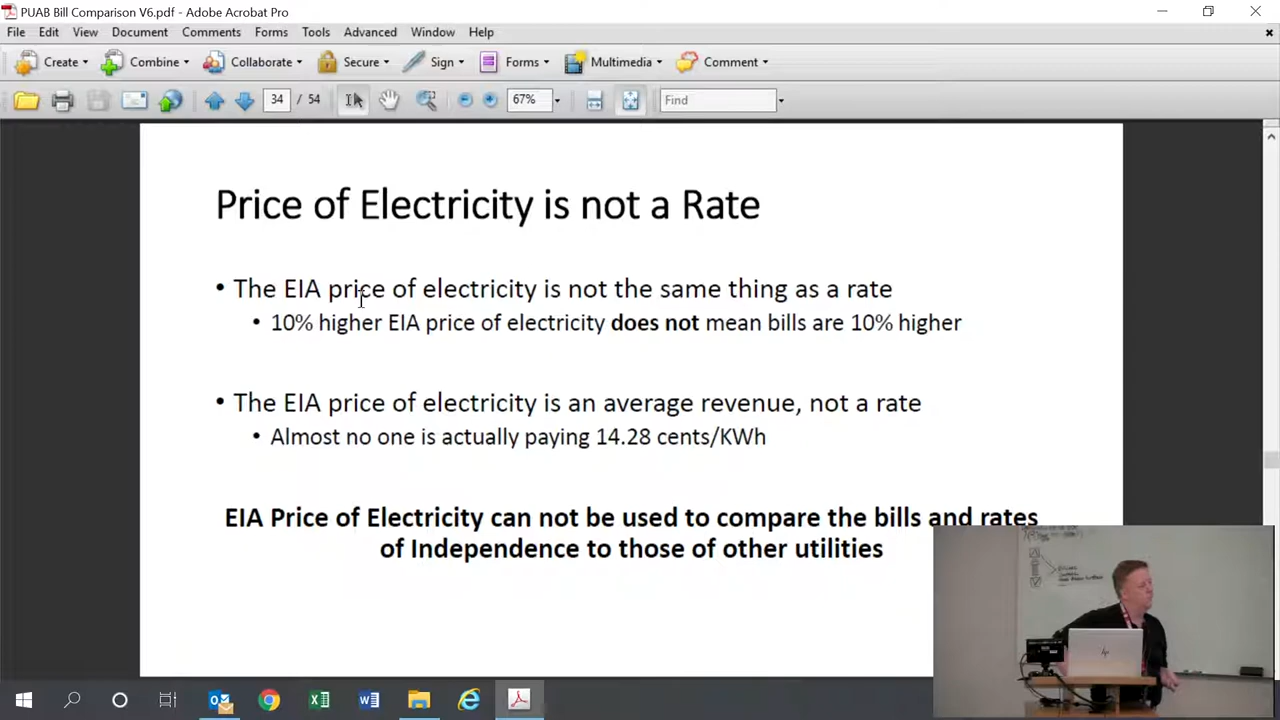 PUAB Bill Comparison V6.pdf - Adobe Acrobat Pro
File Edit View Document Comments Forms Tools Advanced Window Help
Create Combine Collaborate Secure Sign Forms Multimedia Comment
34 / 54 67% Find
Price of Electricity is not a Rate
• The EIA price of electricity is not the same thing as a rate
• 10% higher EIA price of electricity does not mean bills are 10% higher
• The EIA price of electricity is an average revenue, not a rate
• Almost no one is actually paying 14.28 cents/KWh
EIA Price of Electricity can not be used to compare the bills and rates
of Independence to those of other utilities